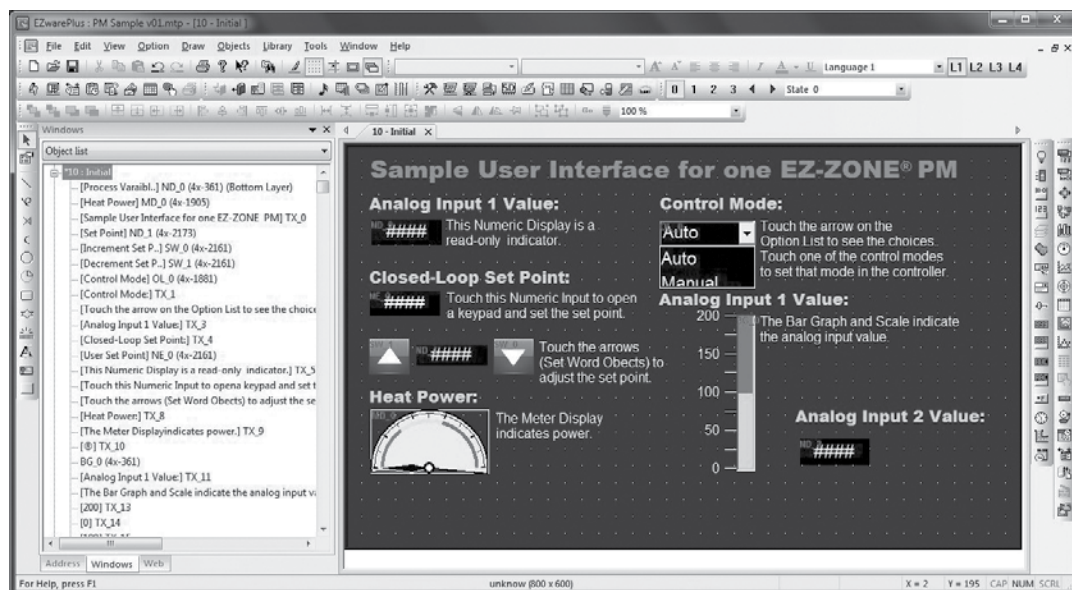 EZwarePlus : PM Sample v01.mtp - [10 - Initial ]
File Edit View Option Draw Objects Library Tools Window Help
Language 1 L1 L2 L3 L4
0 1 2 3 State 0
100 %
Windows
10 - Initial
Object list
*10 : Initial
[Process Varaibl..] ND_0 (4x-361) (Bottom Layer)
[Heat Power] MD_0 (4x-1905)
[Sample User Interface for one EZ-ZONE PM] TX_0
[Set Point] ND_1 (4x-2173)
[Increment Set P..] SW_0 (4x-2161)
[Decrement Set P..] SW_1 (4x-2161)
[Control Mode] OL_0 (4x-1881)
[Control Mode:] TX_1
[Touch the arrow on the Option List to see the choice
[Analog Input 1 Value:] TX_3
[Closed-Loop Set Point:] TX_4
[User Set Point] NE_0 (4x-2161)
[This Numeric Display is a read-only indicator.] TX_5
[Touch this Numeric Input to opena keypad and set t
[Touch the arrows (Set Word Obects) to adjust the se
[Heat Power:] TX_8
[The Meter Displayindicates power.] TX_9
[®] TX_10
BG_0 (4x-361)
[Analog Input 1 Value:] TX_11
[The Bar Graph and Scale indicate the analog input va
[200] TX_13
[0] TX_14
Address Windows Web
Sample User Interface for one EZ-ZONE® PM
Analog Input 1 Value:
####
This Numeric Display is a
read-only indicator.
Closed-Loop Set Point:
####
Touch this Numeric Input to open
a keypad and set the set point.
####
Touch the arrows
(Set Word Obects) to
adjust the set point.
Heat Power:
The Meter Display
indicates power.
Control Mode:
Auto
Auto
Manual
Touch the arrow on the
Option List to see the choices.
Touch one of the control modes
to set that mode in the controller.
Analog Input 1 Value:
200
150
100
50
0
The Bar Graph and Scale indicate
the analog input value.
Analog Input 2 Value:
####
For Help, press F1 unknow (800 x 600) X = 2 Y = 195 CAP NUM SCRL